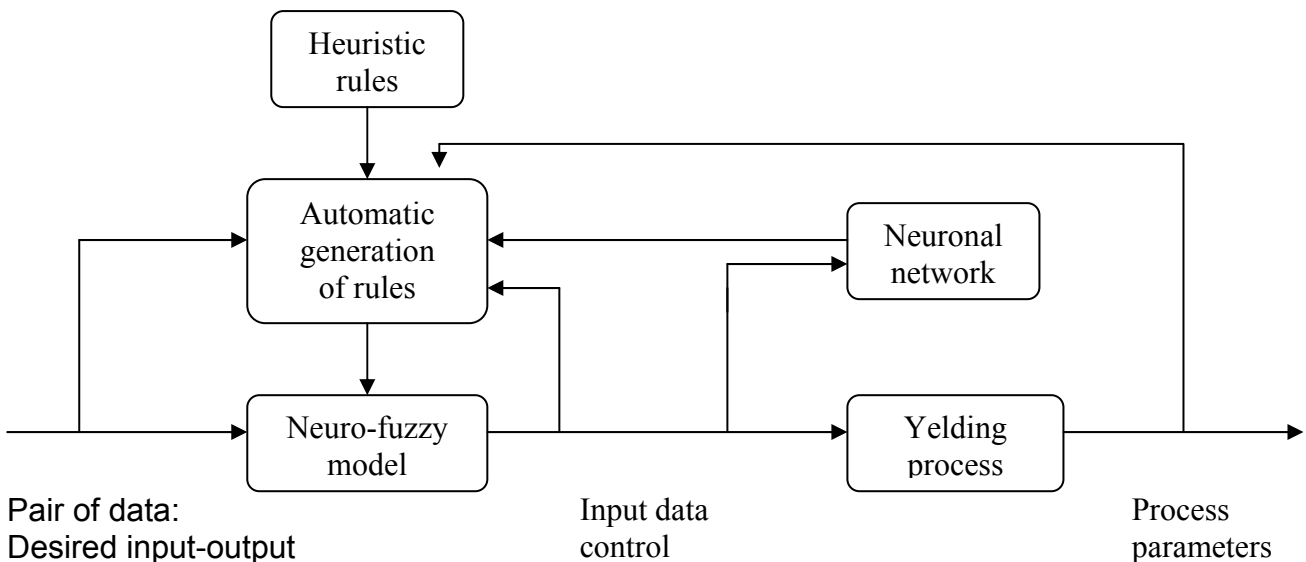 Heuristic
rules
Automatic
generation
of rules
Neuronal
network
Neuro-fuzzy
model
Yelding
process
Pair of data:
Desired input-output
Input data
control
Process
parameters